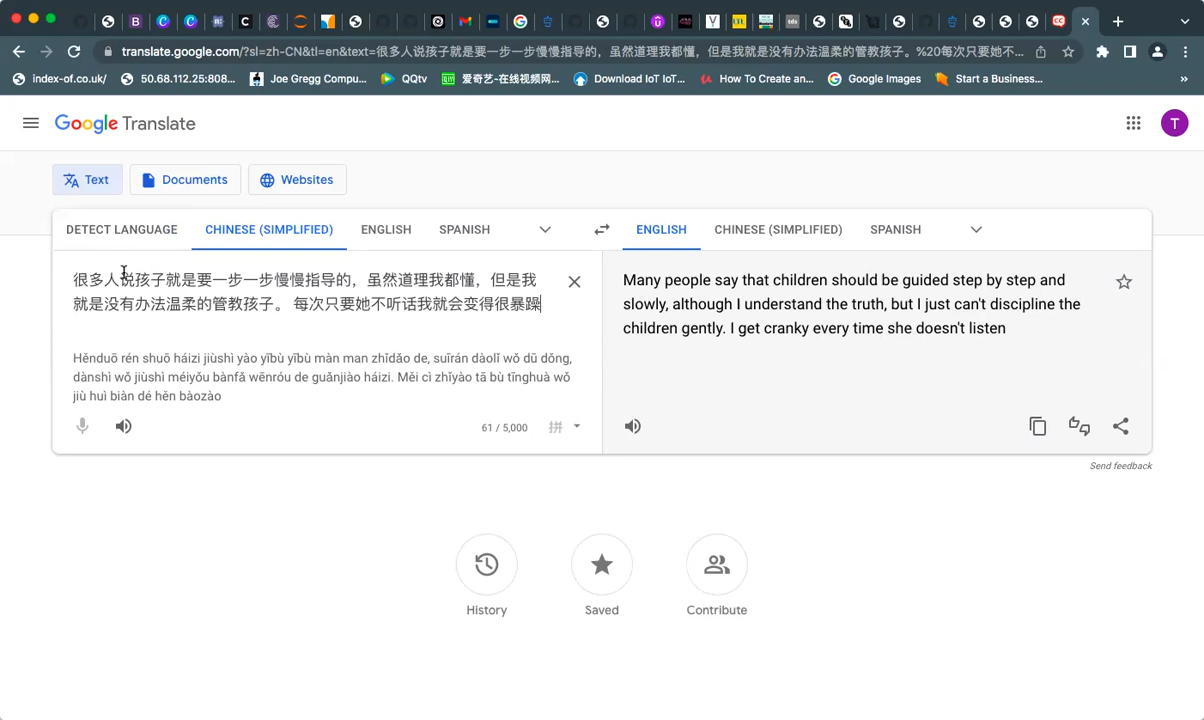 translate.google.com/?sl=zh-CN&tl=en&text=很多人说孩子就是要一步一步慢慢指导的，虽然道理我都懂，但是我就是没有办法温柔的管教孩子。%20每次只要她不...
index-of.co.uk/
50.68.112.25:808...
Joe Gregg Compu...
QQtv
爱奇艺-在线视频网...
Download IoT IoT...
How To Create an...
Google Images
Start a Business...
»
Google Translate
T
Text
Documents
Websites
DETECT LANGUAGE
CHINESE (SIMPLIFIED)
ENGLISH
SPANISH
ENGLISH
CHINESE (SIMPLIFIED)
SPANISH
很多人说孩子就是要一步一步慢慢指导的，虽然道理我都懂，但是我
就是没有办法温柔的管教孩子。 每次只要她不听话我就会变得很暴躁
Hěnduō rén shuō háizi jiùshì yào yībù yībù màn man zhǐdǎo de, suīrán dàolǐ wǒ dū dǒng,
dànshì wǒ jiùshì méiyǒu bànfǎ wēnróu de guǎnjiào háizi. Měi cì zhǐyào tā bù tīnghuà wǒ
jiù huì biàn dé hěn bàozào
61 / 5,000
拼
Many people say that children should be guided step by step and
slowly, although I understand the truth, but I just can't discipline the
children gently. I get cranky every time she doesn't listen
Send feedback
History
Saved
Contribute